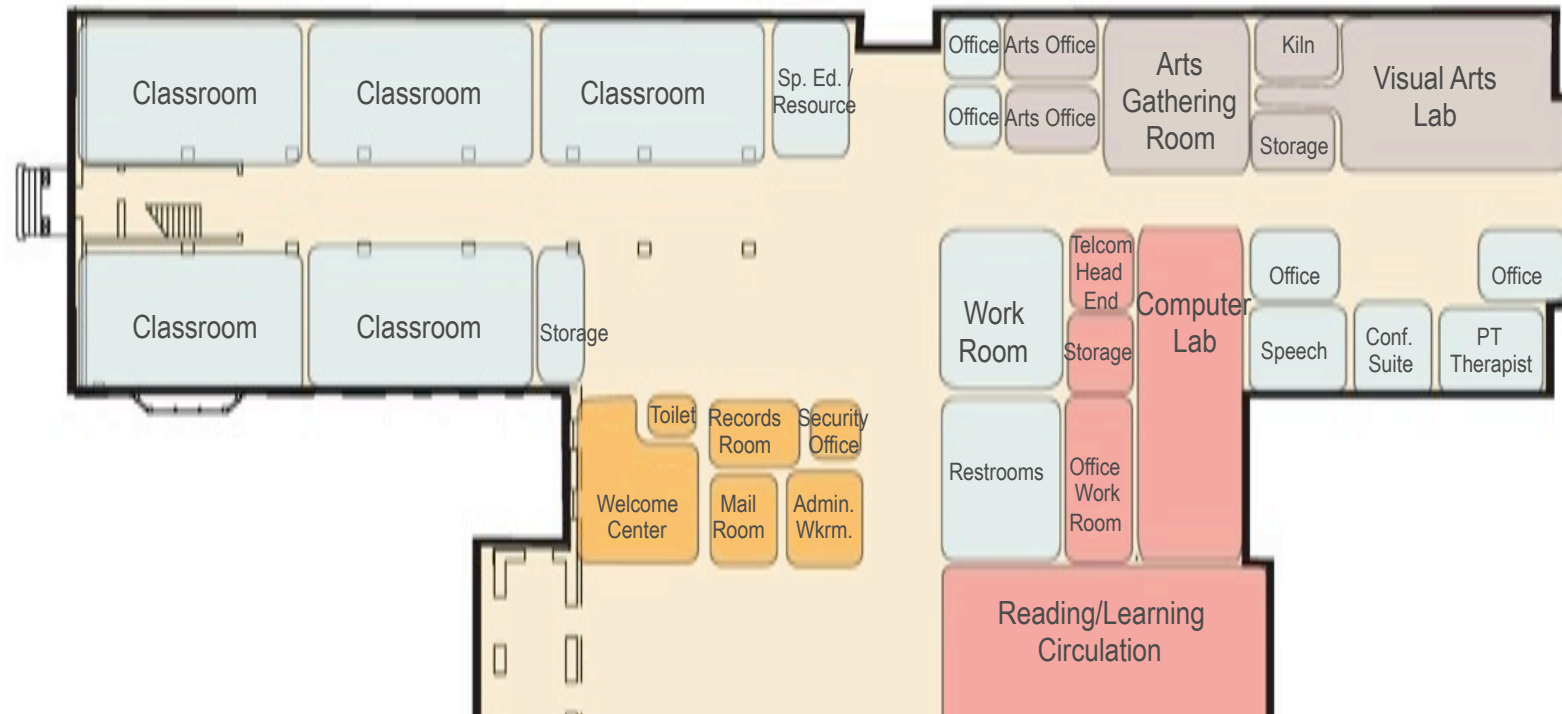 Classroom
Classroom
Classroom
Sp. Ed. /
Resource
Office
Arts Office
Office
Arts Office
Arts
Gathering
Room
Kiln
Storage
Visual Arts
Lab
Classroom
Classroom
Storage
Work
Room
Telcom
Head
End
Storage
Computer
Lab
Office
Office
Speech
Conf.
Suite
PT
Therapist
Toilet
Records
Room
Security
Office
Welcome
Center
Mail
Room
Admin.
Wkrm.
Restrooms
Office
Work
Room
Reading/Learning
Circulation